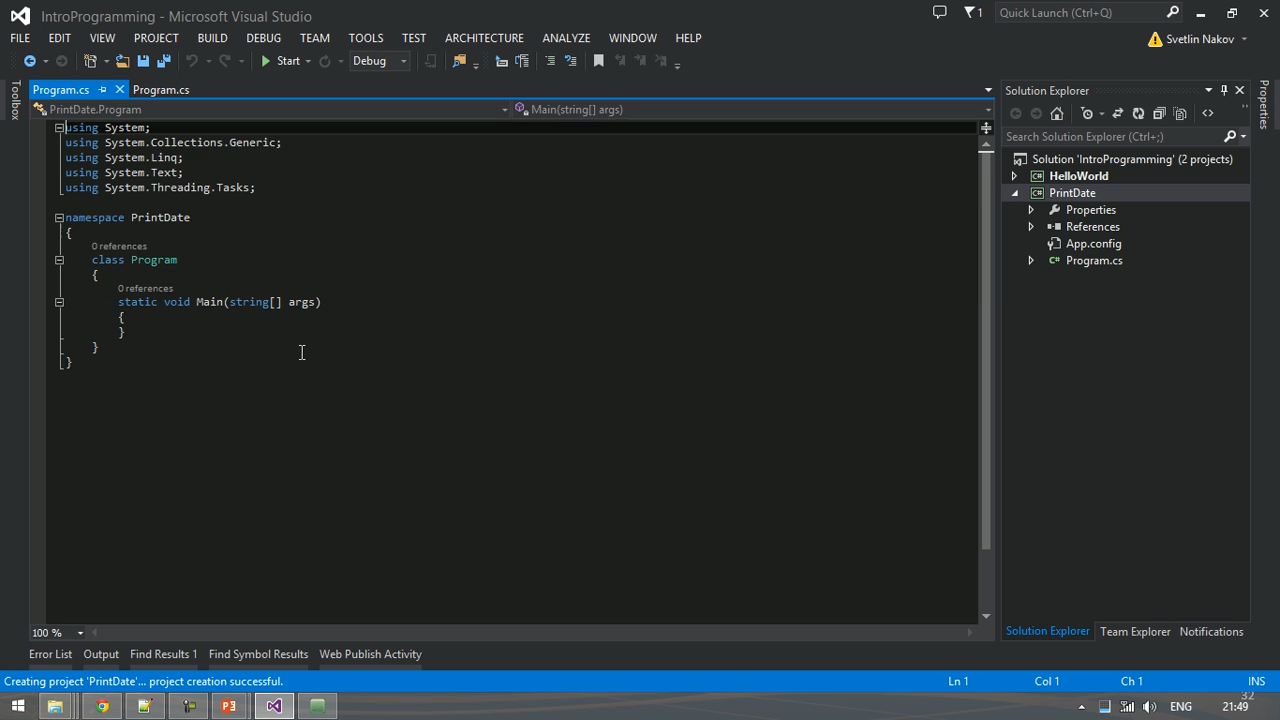 IntroProgramming - Microsoft Visual Studio
1
Quick Launch (Ctrl+Q)
FILE EDIT VIEW PROJECT BUILD DEBUG TEAM TOOLS TEST ARCHITECTURE ANALYZE WINDOW HELP
Svetlin Nakov
Start
Debug
Toolbox
Program.cs
Program.cs
PrintDate.Program
Main(string[] args)
using System;
using System.Collections.Generic;
using System.Linq;
using System.Text;
using System.Threading.Tasks;
namespace PrintDate
{
0 references
class Program
{
0 references
static void Main(string[] args)
{
}
}
}
100 %
Solution Explorer
Search Solution Explorer (Ctrl+;)
Solution 'IntroProgramming' (2 projects)
HelloWorld
PrintDate
Properties
References
App.config
Program.cs
Solution Explorer Team Explorer Notifications
Properties
Error List Output Find Results 1 Find Symbol Results Web Publish Activity
Creating project 'PrintDate'... project creation successful.
Ln 1 Col 1 Ch 1 INS
32
ENG 21:49